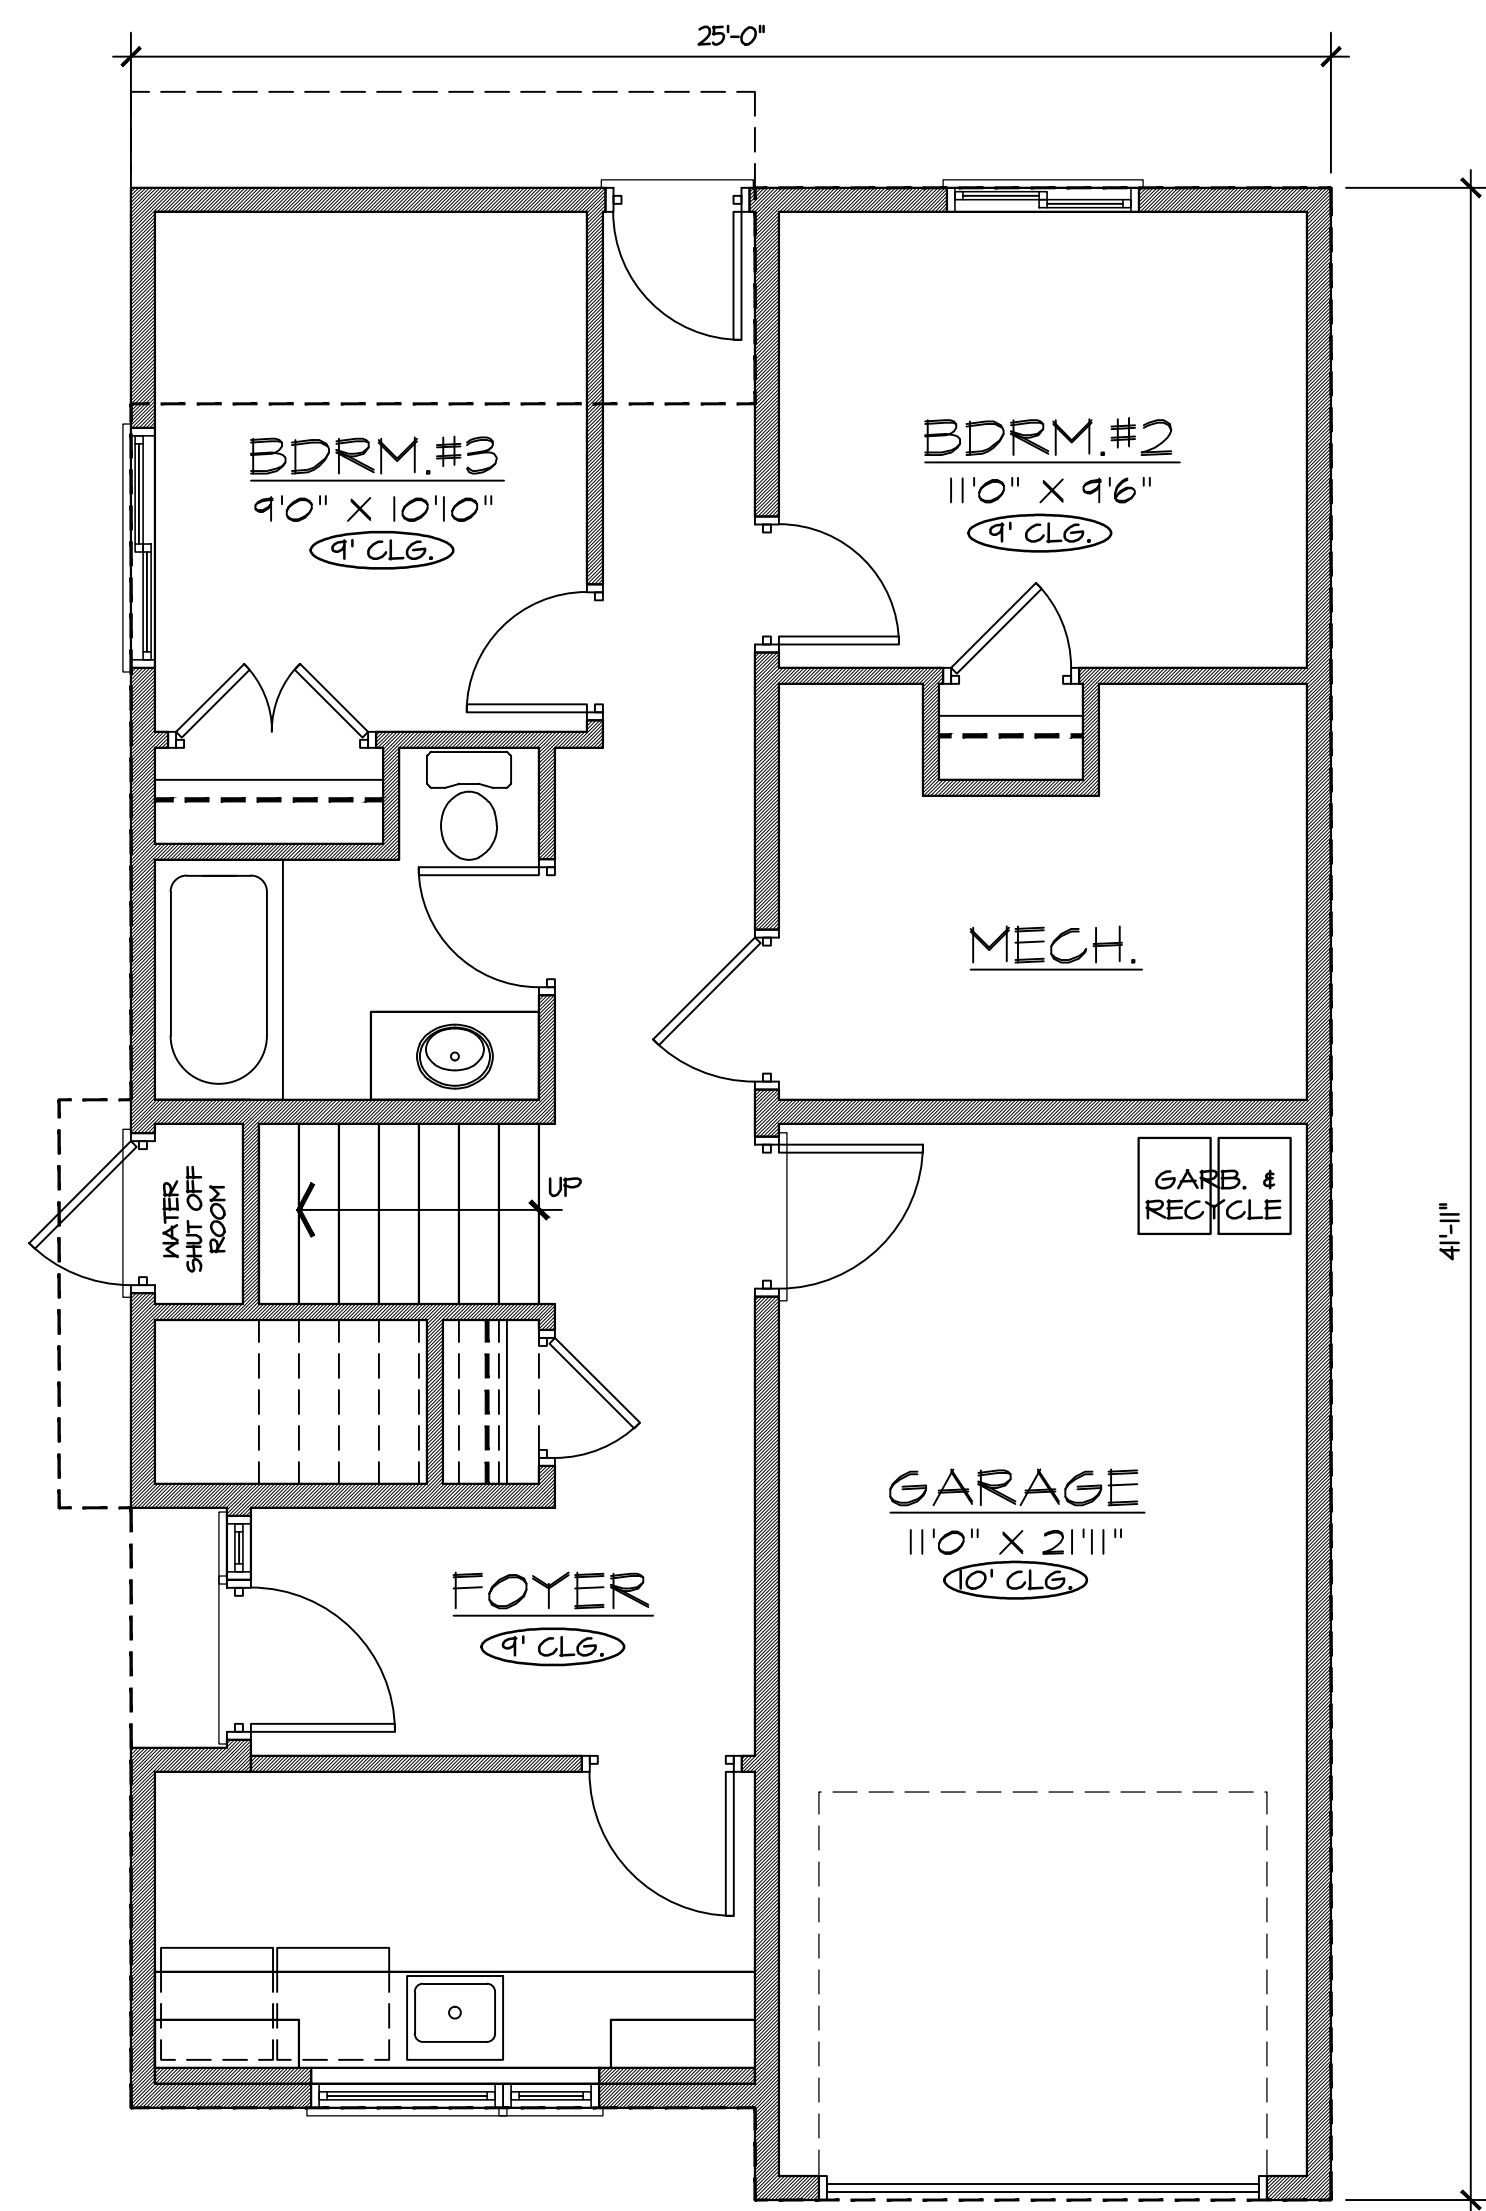 25'-0"
BDRM.#3
9'0" X 10'10"
9' CLG.
BDRM.#2
11'0" X 9'6"
9' CLG.
MECH.
WATER
SHUT OFF
ROOM
UP
GARB. &
RECYCLE
41'-11"
GARAGE
11'0" X 21'11"
10' CLG.
FOYER
9' CLG.